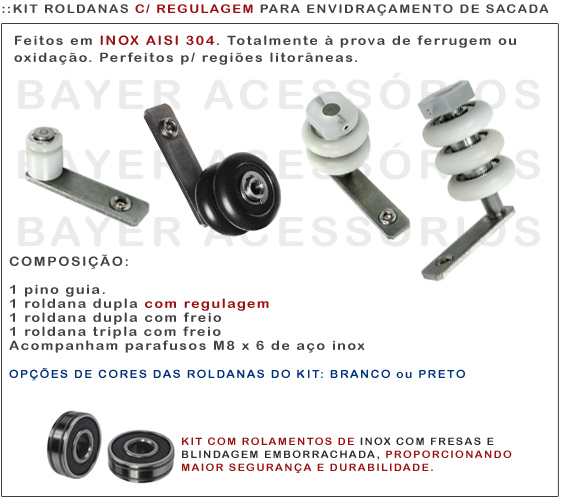 ::KIT ROLDANAS C/ REGULAGEM PARA ENVIDRAÇAMENTO DE SACADA
Feitos em INOX AISI 304. Totalmente à prova de ferrugem ou
oxidação. Perfeitos p/ regiões litorâneas.
BAYER ACESSÓRIOS
BAYER ACESSÓRIOS
BAYER ACESSÓRIOS
COMPOSIÇÃO:
1 pino guia.
1 roldana dupla com regulagem
1 roldana dupla com freio
1 roldana tripla com freio
Acompanham parafusos M8 x 6 de aço inox
OPÇÕES DE CORES DAS ROLDANAS DO KIT: BRANCO ou PRETO
KIT COM ROLAMENTOS DE INOX COM FRESAS E
BLINDAGEM EMBORRACHADA, PROPORCIONANDO
MAIOR SEGURANÇA E DURABILIDADE.